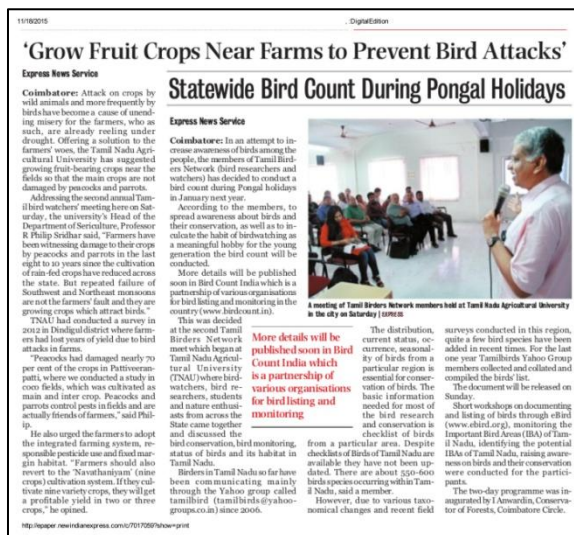 11/18/2015
.:DigitalEdition
'Grow Fruit Crops Near Farms to Prevent Bird Attacks'
Express News Service
Coimbatore: Attack on crops by
wild animals and more frequently by
birds have become a cause of unend-
ing misery for the farmers, who as
such, are already reeling under
drought. Offering a solution to the
farmers' woes, the Tamil Nadu Agri-
cultural University has suggested
growing fruit-bearing crops near the
fields so that the main crops are not
damaged by peacocks and parrots.
Addressing the second annual Tam-
il bird watchers' meeting here on Sat-
urday, the university's Head of the
Department of Sericulture, Professor
R Philip Sridhar said, "Farmers have
been witnessing damage to their crops
by peacocks and parrots in the last
eight to 10 years since the cultivation
of rain-fed crops have reduced across
the state. But repeated failure of
Southwest and Northeast monsoons
are not the farmers' fault and they are
growing crops which attract birds."
TNAU had conducted a survey in
2012 in Dindigul district where farm-
ers had lost years of yield due to bird
attacks in farms.
"Peacocks had damaged nearly 70
per cent of the crops in Pattiveeran-
patti, where we conducted a study in
coco fields, which was cultivated as
main and inter crop. Peacocks and
parrots control pests in fields and are
actually friends of farmers," said Phil-
ip.
He also urged the farmers to adopt
the integrated farming system, re-
sponsible pesticide use and fixed mar-
gin habitat. "Farmers should also
revert to the 'Navathaniyam' (nine
crops) cultivation system. If they cul-
tivate nine variety crops, they will get
a profitable yield in two or three
crops," he opined.
Statewide Bird Count During Pongal Holidays
Express News Service
Coimbatore: In an attempt to in-
crease awareness of birds among the
people, the members of Tamil Bird-
ers Network (bird researchers and
watchers) has decided to conduct a
bird count during Pongal holidays
in January next year.
According to the members, to
spread awareness about birds and
their conservation, as well as to in-
culcate the habit of birdwatching as
a meaningful hobby for the young
generation the bird count will be
conducted.
More details will be published
soon in Bird Count India which is a
partnership of various organisations
for bird listing and monitoring in the
country (www.birdcount.in).
This was decided
at the second Tamil
Birders Network
meet which began at
Tamil Nadu Agricul-
tural University
(TNAU) where bird-
watchers, bird re-
searchers, students
and nature enthusi-
asts from across the
State came together
and discussed the
bird conservation, bird monitoring,
status of birds and its habitat in
Tamil Nadu.
Birders in Tamil Nadu so far have
been communicating mainly
through the Yahoo group called
tamilbird (tamilbirds@yahoo-
groups.co.in) since 2006.
A meeting of Tamil Birders Network members held at Tamil Nadu Agricultural University
in the city on Saturday | EXPRESS
More details will be
published soon in Bird
Count India which
is a partnership of
various organisations
for bird listing and
monitoring
The distribution,
current status, oc-
currence, seasonal-
ity of birds from a
particular region is
essential for conser-
vation of birds. The
basic information
needed for most of
the bird research
and conservation is
checklist of birds
from a particular area. Despite
checklists of Birds of Tamil Nadu are
available they have not been up-
dated. There are about 550-600
birds species occurring within Tam-
il Nadu, said a member.
However, due to various taxo-
nomical changes and recent field
surveys conducted in this region,
quite a few bird species have been
added in recent times. For the last
one year Tamilbirds Yahoo Group
members collected and collated and
compiled the birds' list.
The document will be released on
Sunday.
Short workshops on documenting
and listing of birds through eBird
(www.ebird.org), monitoring the
Important Bird Areas (IBA) of Tam-
il Nadu, identifying the potential
IBAs of Tamil Nadu, raising aware-
ness on birds and their conservation
were conducted for the partici-
pants.
The two-day programme was in-
augurated by I Anwardin, Conserva-
tor of Forests, Coimbatore Circle.
http://epaper.newindianexpress.com/c/7017059?show=print